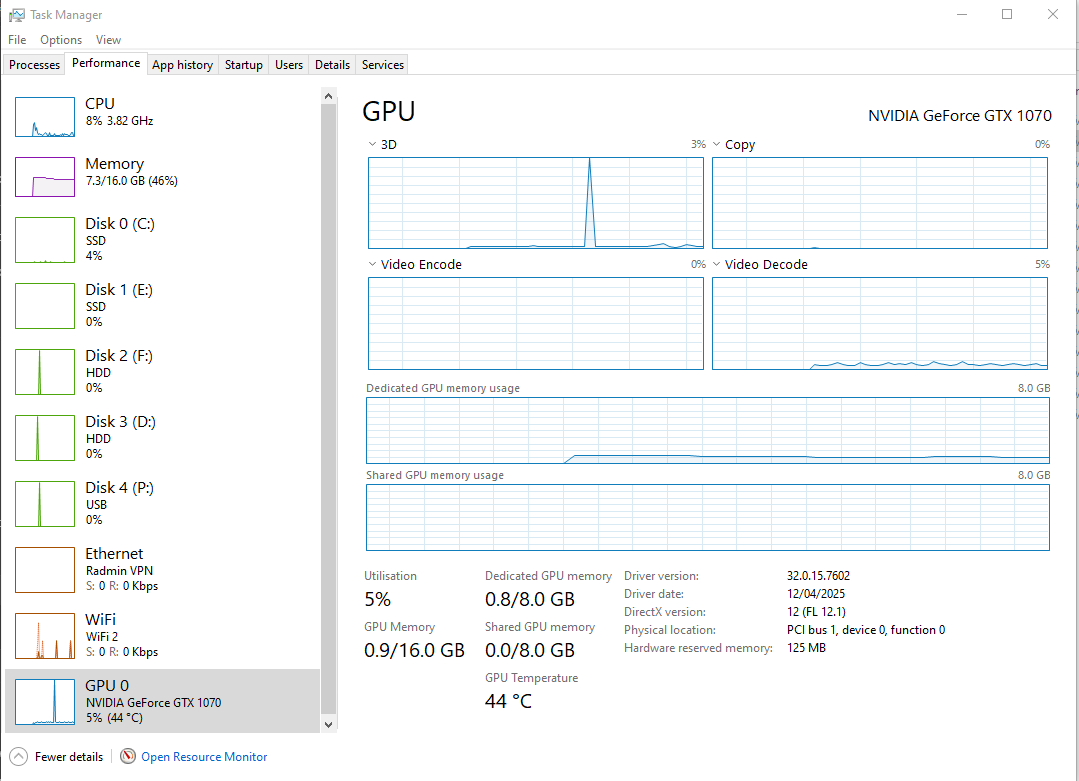 Task Manager
File Options View
Processes Performance App history Startup Users Details Services
CPU
8% 3.82 GHz
Memory
7.3/16.0 GB (46%)
Disk 0 (C:)
SSD
4%
Disk 1 (E:)
SSD
0%
Disk 2 (F:)
HDD
0%
Disk 3 (D:)
HDD
0%
Disk 4 (P:)
USB
0%
Ethernet
Radmin VPN
S: 0 R: 0 Kbps
WiFi
WiFi 2
S: 0 R: 0 Kbps
GPU 0
NVIDIA GeForce GTX 1070
5% (44 °C)
GPU NVIDIA GeForce GTX 1070
3D 3% Copy 0%
Video Encode 0% Video Decode 5%
Dedicated GPU memory usage 8.0 GB
Shared GPU memory usage 8.0 GB
Utilisation
5%
Dedicated GPU memory
0.8/8.0 GB
GPU Memory
0.9/16.0 GB
Shared GPU memory
0.0/8.0 GB
GPU Temperature
44 °C
Driver version: 32.0.15.7602
Driver date: 12/04/2025
DirectX version: 12 (FL 12.1)
Physical location: PCI bus 1, device 0, function 0
Hardware reserved memory: 125 MB
Fewer details Open Resource Monitor